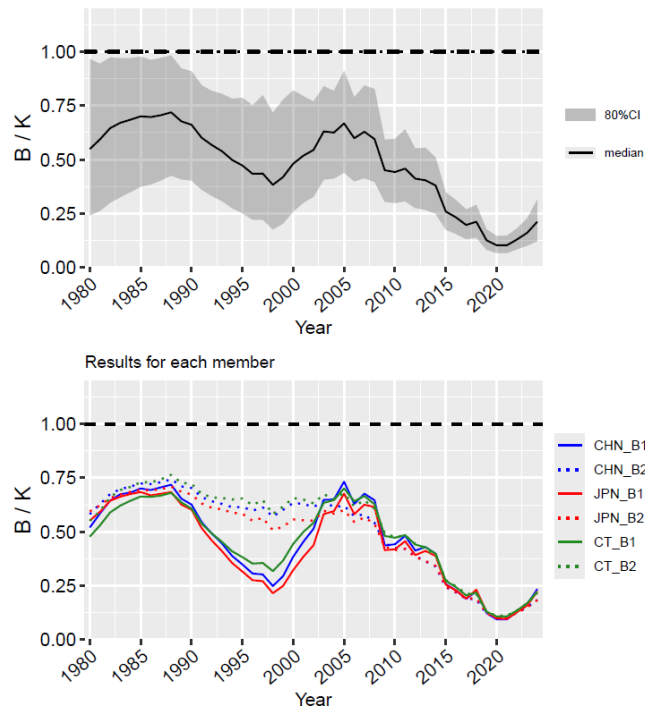 1.00
0.75
0.50
0.25
0.00
B / K
1980
1985
1990
1995
2000
2005
2010
2015
2020
Year
80%CI
median
Results for each member
1.00
0.75
0.50
0.25
0.00
B / K
1980
1985
1990
1995
2000
2005
2010
2015
2020
Year
CHN_B1
CHN_B2
JPN_B1
JPN_B2
CT_B1
CT_B2